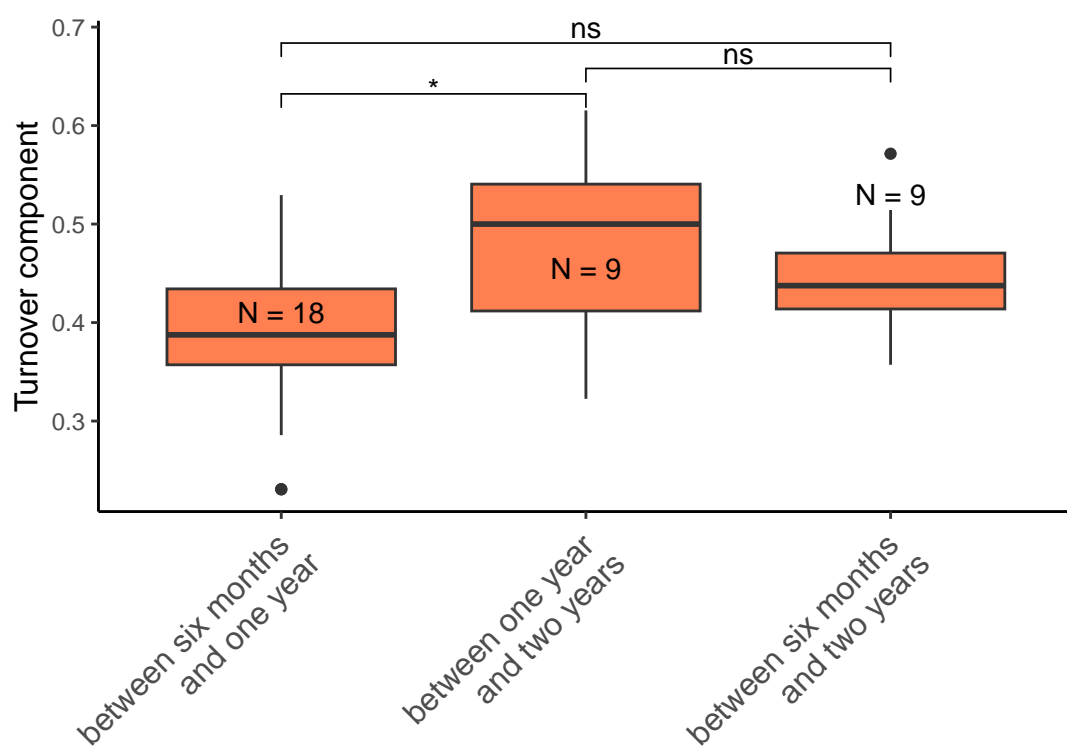 ns
ns
*
0.7
0.6
0.5
0.4
0.3
Turnover component
N = 18
N = 9
N = 9
between six months
and one year
between one year
and two years
between six months
and two years